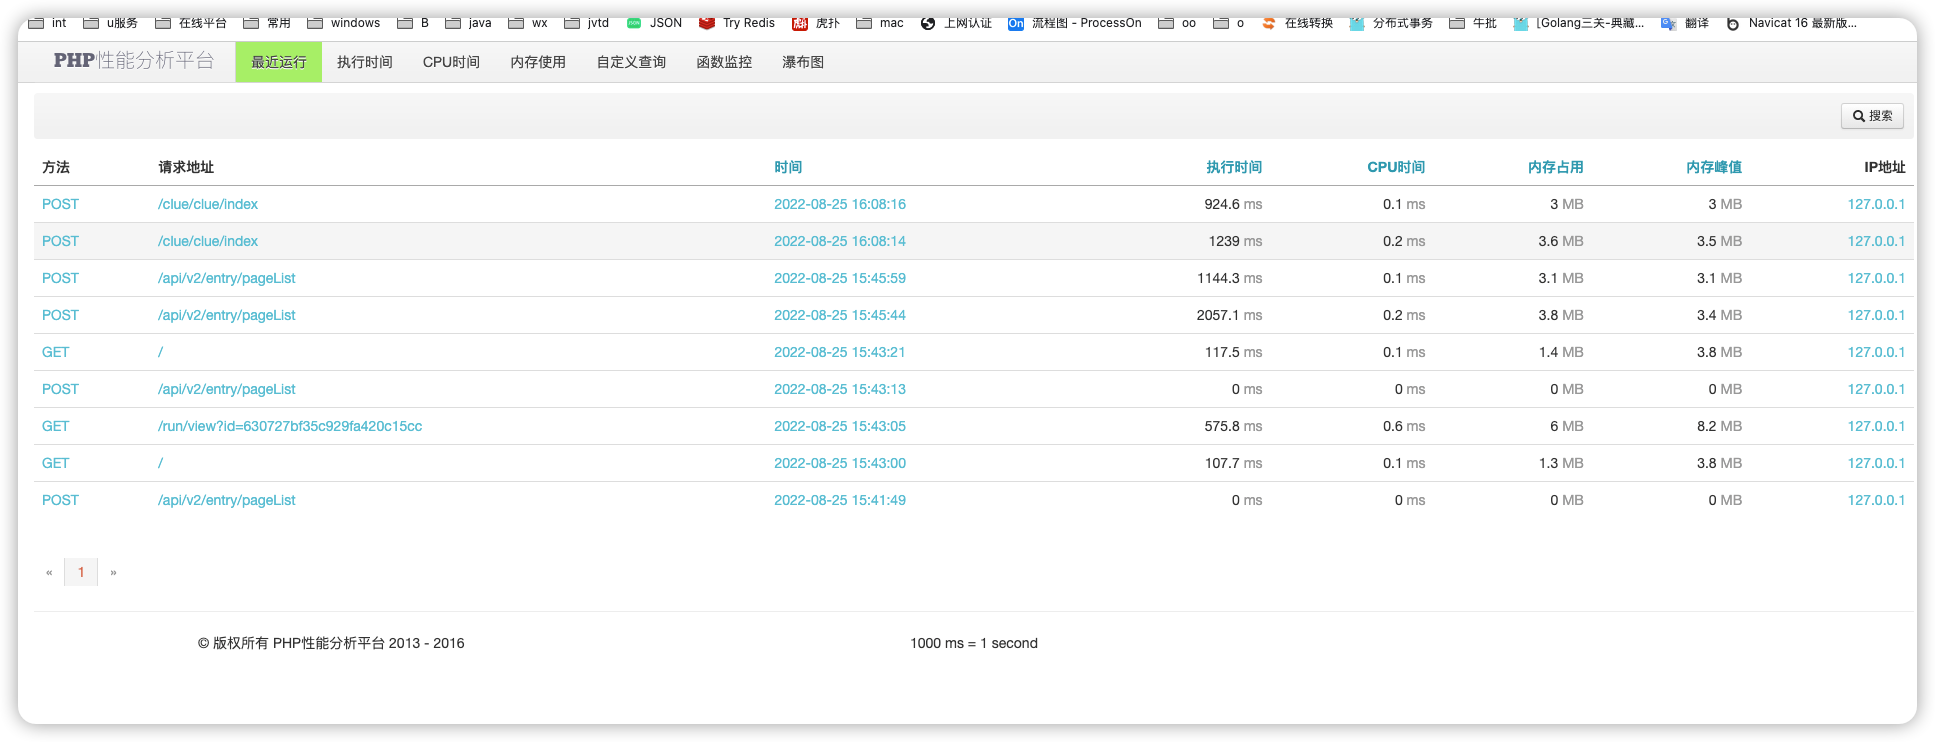 int u服务 在线平台 常用 windows B java wx jvtd JSON Try Redis 虎扑 mac 上网认证 On 流程图 - ProcessOn oo o 在线转换 分布式事务 牛批 [Golang三关-典藏... 翻译 Navicat 16 最新版...
PHP性能分析平台 最近运行 执行时间 CPU时间 内存使用 自定义查询 函数监控 瀑布图
搜索
方法 请求地址 时间 执行时间 CPU时间 内存占用 内存峰值 IP地址
POST /clue/clue/index 2022-08-25 16:08:16 924.6 ms 0.1 ms 3 MB 3 MB 127.0.0.1
POST /clue/clue/index 2022-08-25 16:08:14 1239 ms 0.2 ms 3.6 MB 3.5 MB 127.0.0.1
POST /api/v2/entry/pageList 2022-08-25 15:45:59 1144.3 ms 0.1 ms 3.1 MB 3.1 MB 127.0.0.1
POST /api/v2/entry/pageList 2022-08-25 15:45:44 2057.1 ms 0.2 ms 3.8 MB 3.4 MB 127.0.0.1
GET / 2022-08-25 15:43:21 117.5 ms 0.1 ms 1.4 MB 3.8 MB 127.0.0.1
POST /api/v2/entry/pageList 2022-08-25 15:43:13 0 ms 0 ms 0 MB 0 MB 127.0.0.1
GET /run/view?id=630727bf35c929fa420c15cc 2022-08-25 15:43:05 575.8 ms 0.6 ms 6 MB 8.2 MB 127.0.0.1
GET / 2022-08-25 15:43:00 107.7 ms 0.1 ms 1.3 MB 3.8 MB 127.0.0.1
POST /api/v2/entry/pageList 2022-08-25 15:41:49 0 ms 0 ms 0 MB 0 MB 127.0.0.1
« 1 »
© 版权所有 PHP性能分析平台 2013 - 2016 1000 ms = 1 second